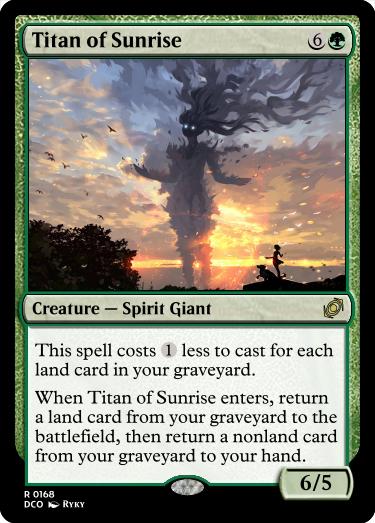 Titan of Sunrise 6
Creature — Spirit Giant
This spell costs 1 less to cast for each
land card in your graveyard.
When Titan of Sunrise enters, return
a land card from your graveyard to the
battlefield, then return a nonland card
from your graveyard to your hand.
6/5
R 0168
DCO Ryky